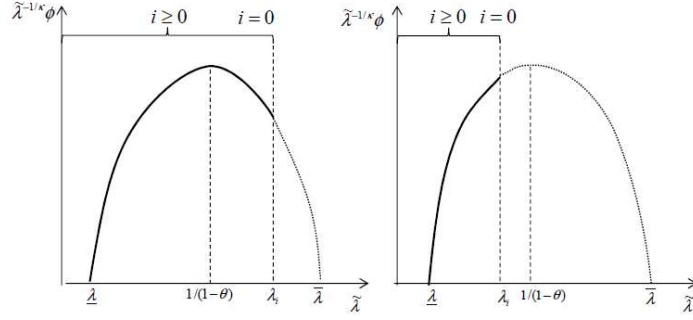 λ̃^{-1/κ}ϕ
i ≥ 0
i = 0
λ
1/(1−θ)
λ_i
λ̅
λ̃
λ̃^{-1/κ}ϕ
i ≥ 0
i = 0
λ
λ_i
1/(1−θ)
λ̅
λ̃